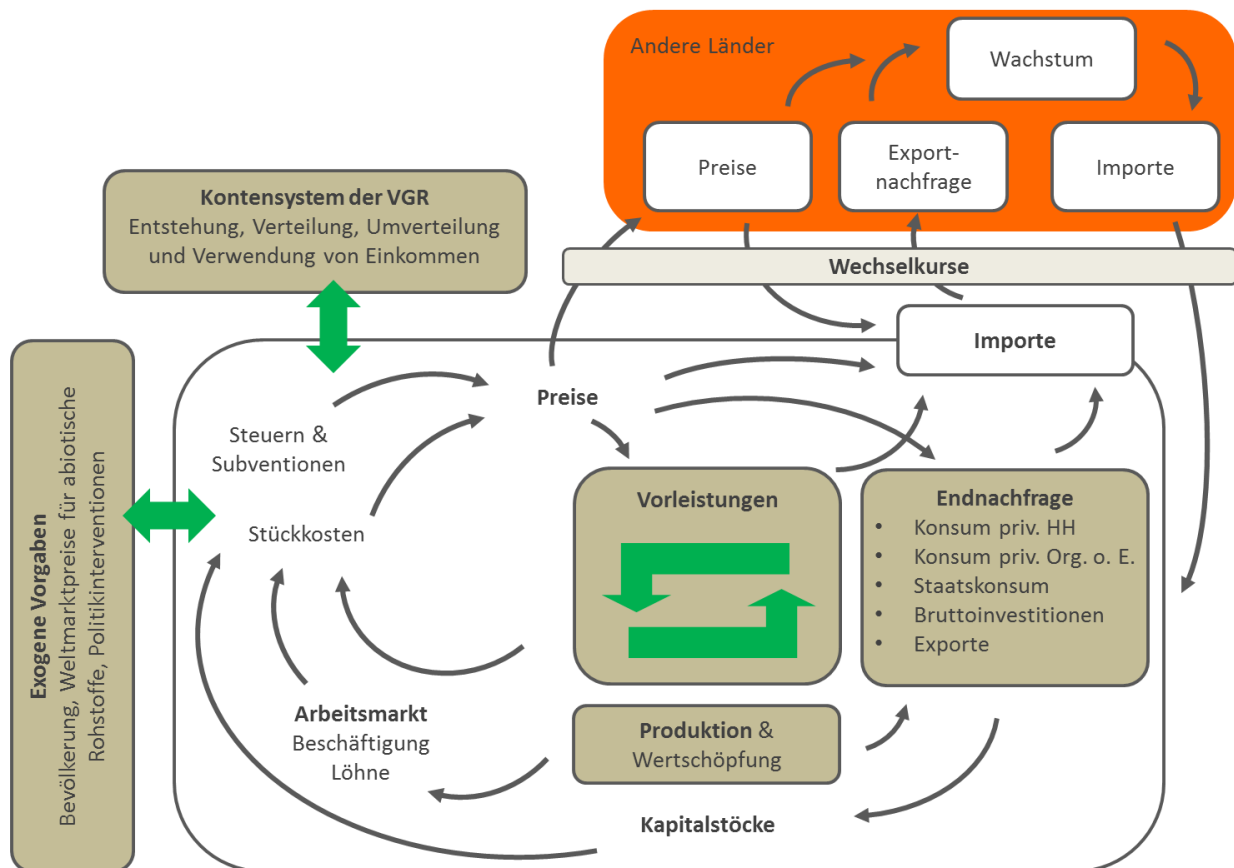 Andere Länder
Wachstum
Preise
Export-
nachfrage
Importe
Kontensystem der VGR
Entstehung, Verteilung, Umverteilung
und Verwendung von Einkommen
Wechselkurse
Importe
Exogene Vorgaben
Bevölkerung, Weltmarktpreise für abiotische
Rohstoffe, Politikinterventionen
Preise
Steuern &
Subventionen
Stückkosten
Vorleistungen
Endnachfrage
• Konsum priv. HH
• Konsum priv. Org. o. E.
• Staatskonsum
• Bruttoinvestitionen
• Exporte
Arbeitsmarkt
Beschäftigung
Löhne
Produktion &
Wertschöpfung
Kapitalstöcke